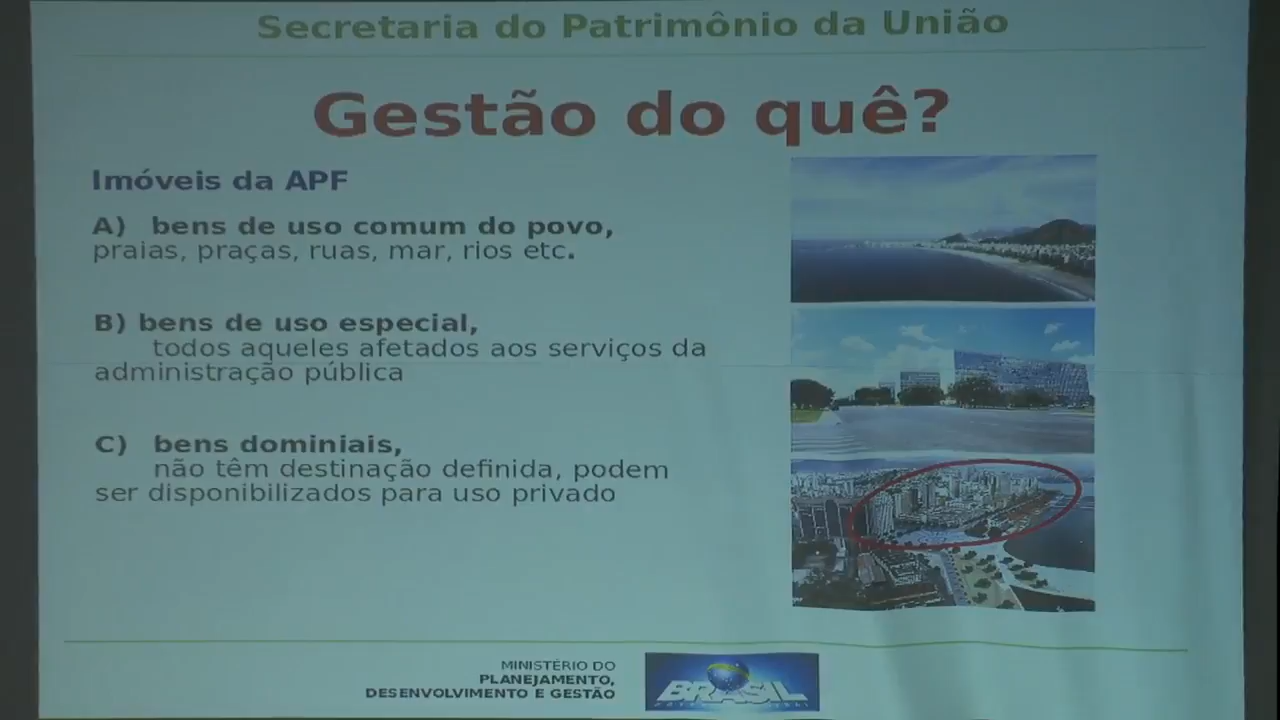 Secretaria do Patrimônio da União
Gestão do quê?
Imóveis da APF
A) bens de uso comum do povo,
praias, praças, ruas, mar, rios etc.
B) bens de uso especial,
todos aqueles afetados aos serviços da
administração pública
C) bens dominiais,
não têm destinação definida, podem
ser disponibilizados para uso privado
MINISTÉRIO DO
PLANEJAMENTO,
DESENVOLVIMENTO E GESTÃO
BRASIL